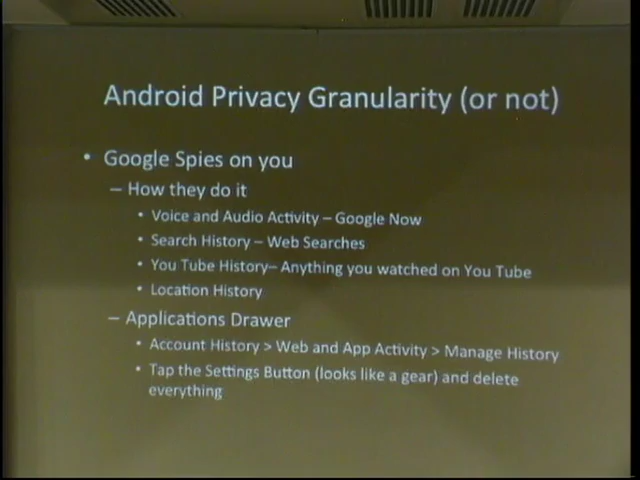 Android Privacy Granularity (or not)
• Google Spies on you
– How they do it
• Voice and Audio Activity – Google Now
• Search History – Web Searches
• You Tube History– Anything you watched on You Tube
• Location History
– Applications Drawer
• Account History > Web and App Activity > Manage History
• Tap the Settings Button (looks like a gear) and delete
everything